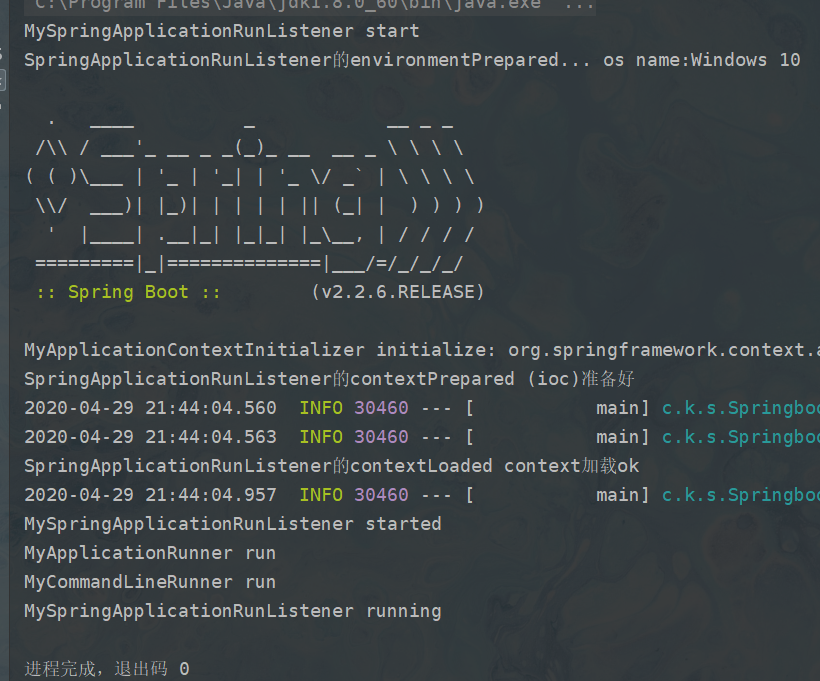 C:\Program Files\Java\jdk1.8.0_60\bin\java.exe" ...
MySpringApplicationRunListener start
SpringApplicationRunListener的environmentPrepared... os name:Windows 10
  .   ____          _            __ _ _
 /\\ / ___'_ __ _ _(_)_ __  __ _ \ \ \ \
( ( )\___ | '_ | '_| | '_ \/ _` | \ \ \ \
 \\/  ___)| |_)| | | | | || (_| |  ) ) ) )
  '  |____| .__|_| |_|_| |_\__, | / / / /
 =========|_|==============|___/=/_/_/_/
 :: Spring Boot ::        (v2.2.6.RELEASE)
MyApplicationContextInitializer initialize: org.springframework.context.a
SpringApplicationRunListener的contextPrepared (ioc)准备好
2020-04-29 21:44:04.560  INFO 30460 --- [           main] c.k.s.Springboo
2020-04-29 21:44:04.563  INFO 30460 --- [           main] c.k.s.Springboo
SpringApplicationRunListener的contextLoaded context加载ok
2020-04-29 21:44:04.957  INFO 30460 --- [           main] c.k.s.Springboo
MySpringApplicationRunListener started
MyApplicationRunner run
MyCommandLineRunner run
MySpringApplicationRunListener running
进程完成，退出码 0